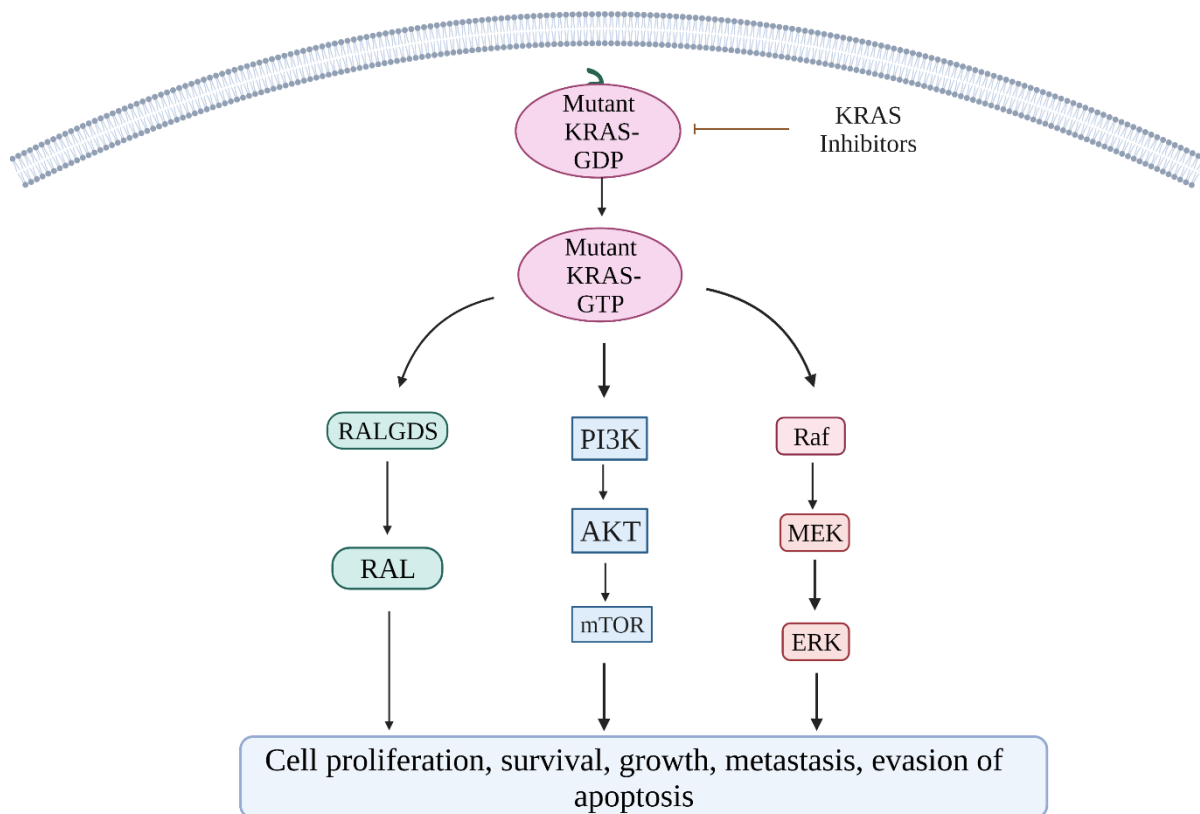 Mutant
KRAS-
GDP
KRAS
Inhibitors
Mutant
KRAS-
GTP
RALGDS
PI3K
Raf
AKT
MEK
RAL
mTOR
ERK
Cell proliferation, survival, growth, metastasis, evasion of
apoptosis